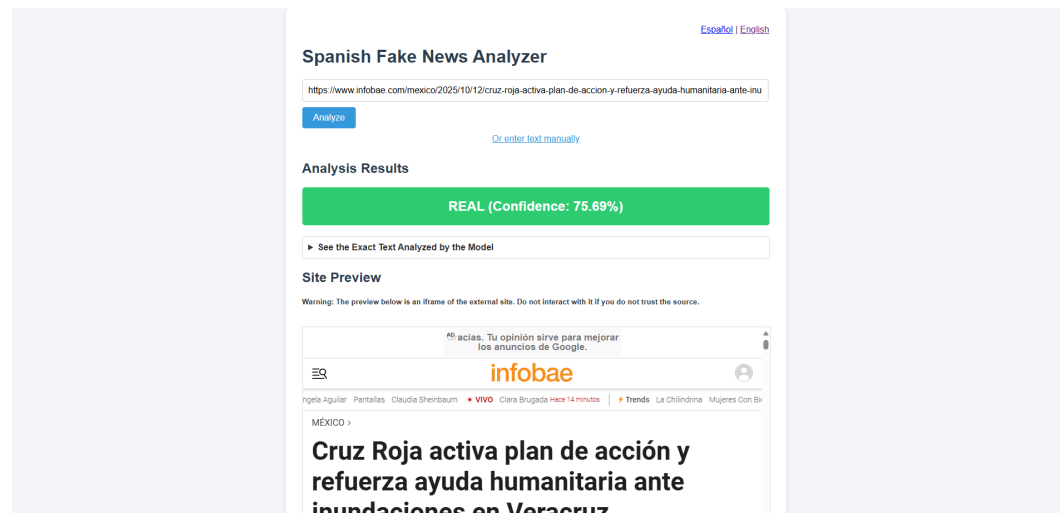 Español | English
Spanish Fake News Analyzer
https://www.infobae.com/mexico/2025/10/12/cruz-roja-activa-plan-de-accion-y-refuerza-ayuda-humanitaria-ante-inu
Analyze
Or enter text manually
Analysis Results
REAL (Confidence: 75.69%)
▶ See the Exact Text Analyzed by the Model
Site Preview
Warning: The preview below is an iframe of the external site. Do not interact with it if you do not trust the source.
acias. Tu opinión sirve para mejorar
los anuncios de Google.
infobae
ngela Aguilar Pantallas Claudia Sheinbaum • VIVO Clara Brugada Hace 14 minutos Trends La Chilindrina Mujeres Con Bi
MÉXICO >
Cruz Roja activa plan de acción y
refuerza ayuda humanitaria ante
inundaciones en Veracruz